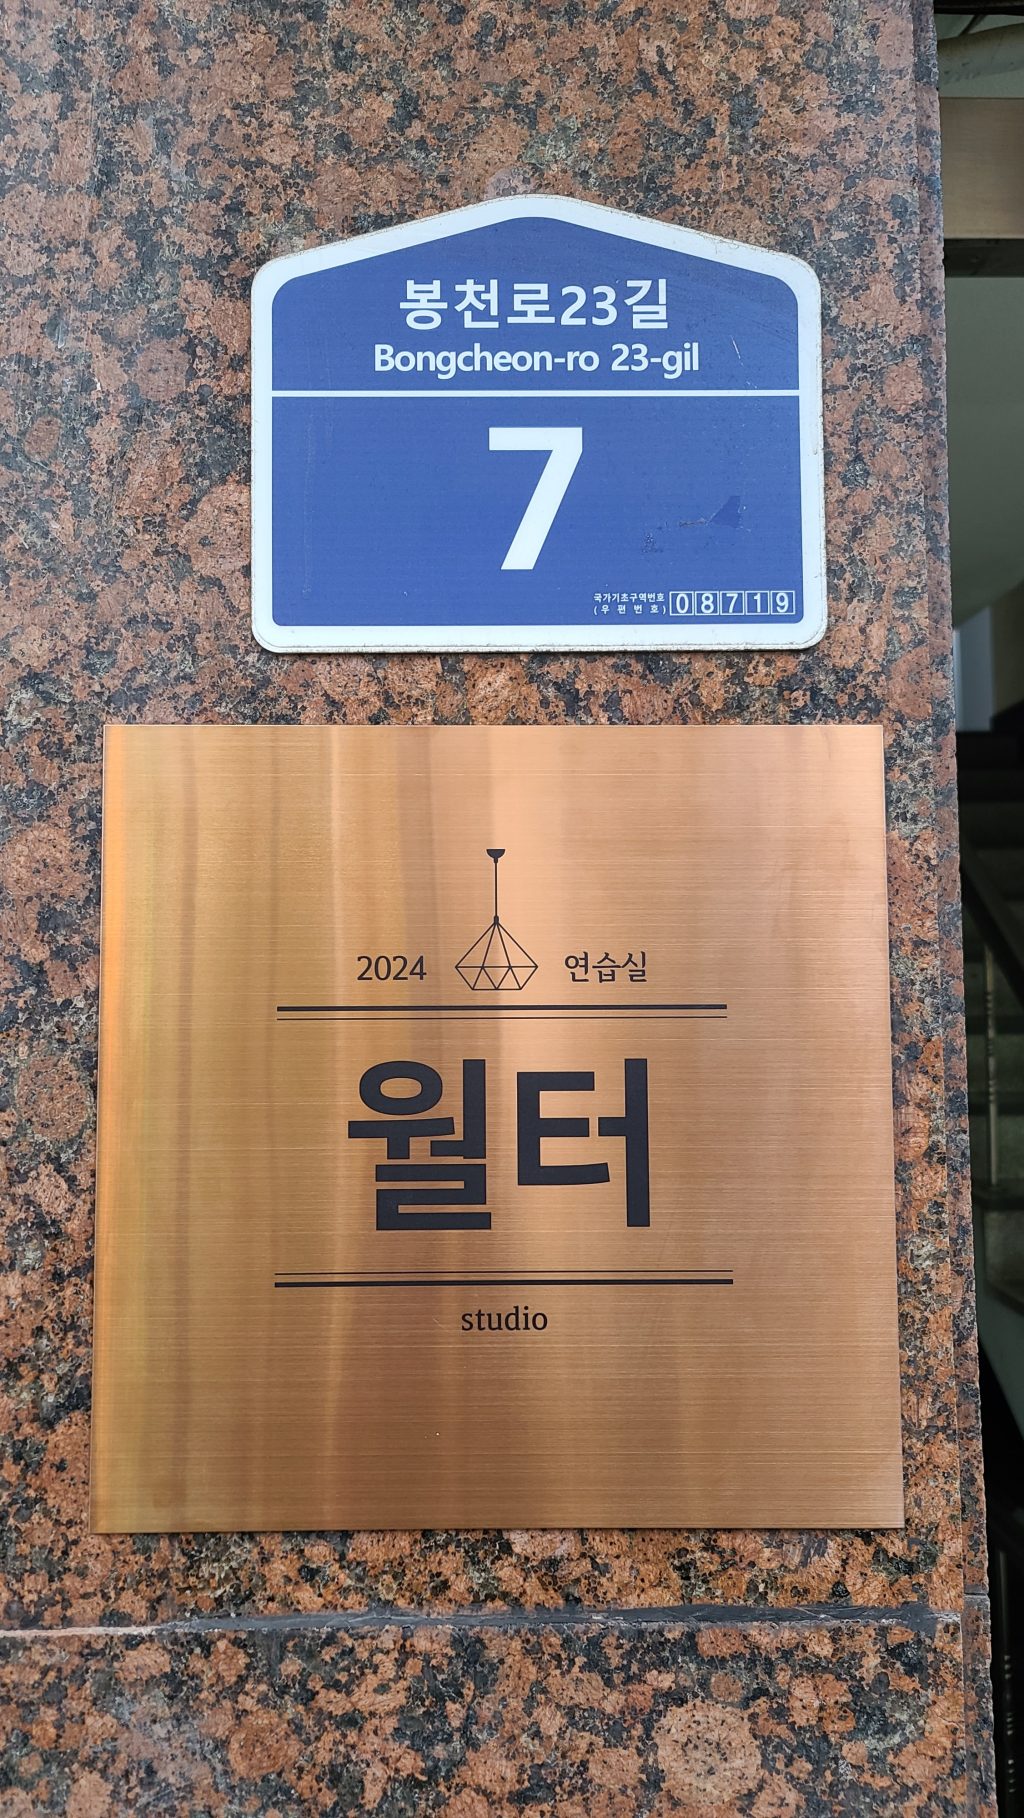 봉천로23길
Bongcheon-ro 23-gil
7
국가기초구역번호
(우편번호) 08719
2024 연습실
월터
studio